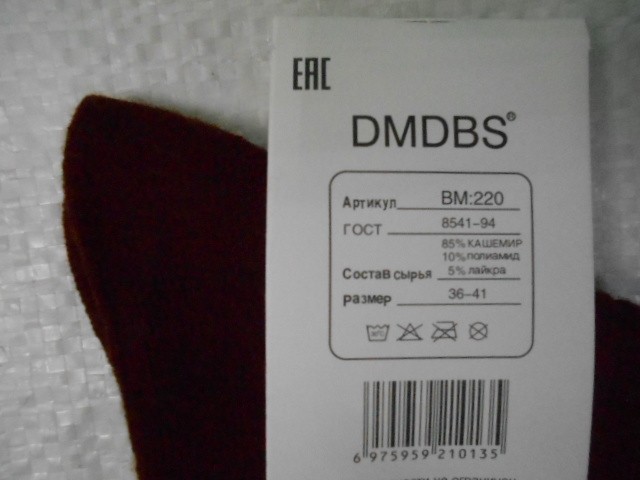 EAC
DMDBS®
Артикул BM:220
ГОСТ 8541-94
85% КАШЕМИР
10% полиамид
Состав сырья 5% лайкра
размер 36-41
6 975959 210135